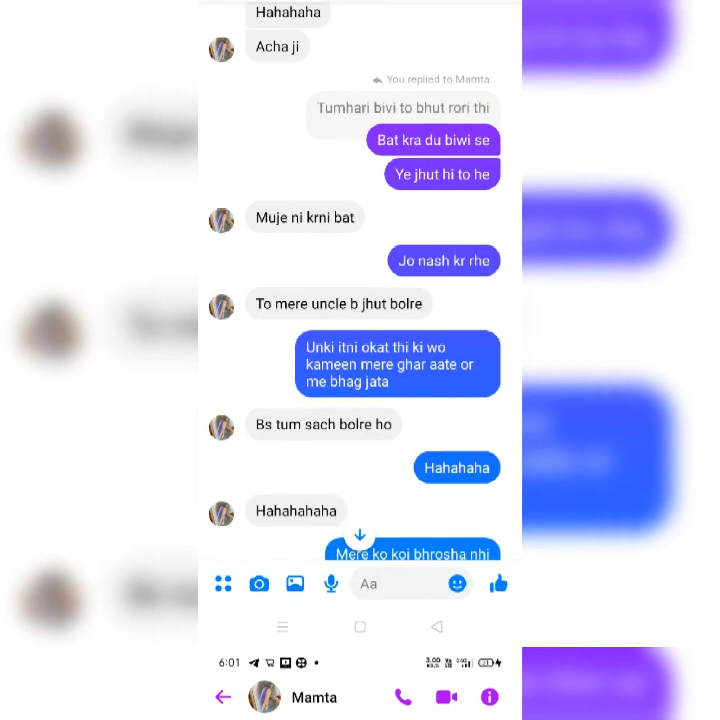 Hahahaha
Acha ji
You replied to Mamta
Tumhari bivi to bhut rori thi
Bat kra du biwi se
Ye jhut hi to he
Muje ni krni bat
Jo nash kr rhe
To mere uncle b jhut bolre
Unki itni okat thi ki wo
kameen mere ghar aate or
me bhag jata
Bs tum sach bolre ho
Hahahaha
Hahahahaha
Mere ko koi bhrosha nhi
Aa
6:01
Mamta